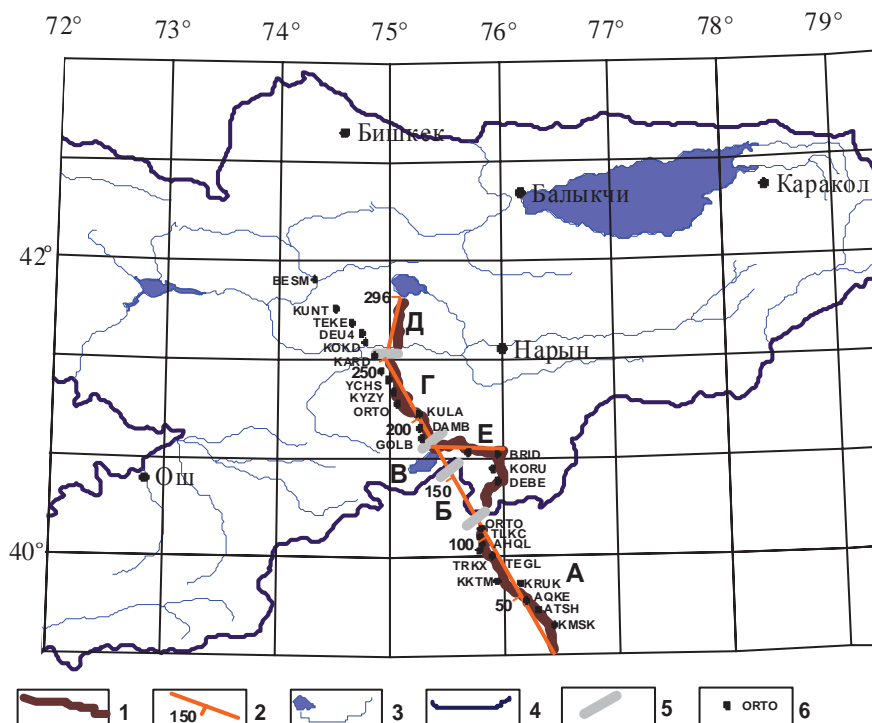 72° 73° 74° 75° 76° 77° 78° 79°
Бишкек
Балыкчи
Каракол
42°
BESM
296
KUNT
TEKE
Д
DEU4
KOKD
Нарын
KARD
250
YCHS
Г
KYZY
ORTO
KULA
200
DAMB
GOLB
Е
BRID
В
KORU
Ош
150
DEBE
Б
ORTO
TLKC
40°
100
AHQL
TRKX
TEGL
А
KKTM
KRUK
50
AQKE
ATSH
KMSK
1
150
2
3
4
5
ORTO
6